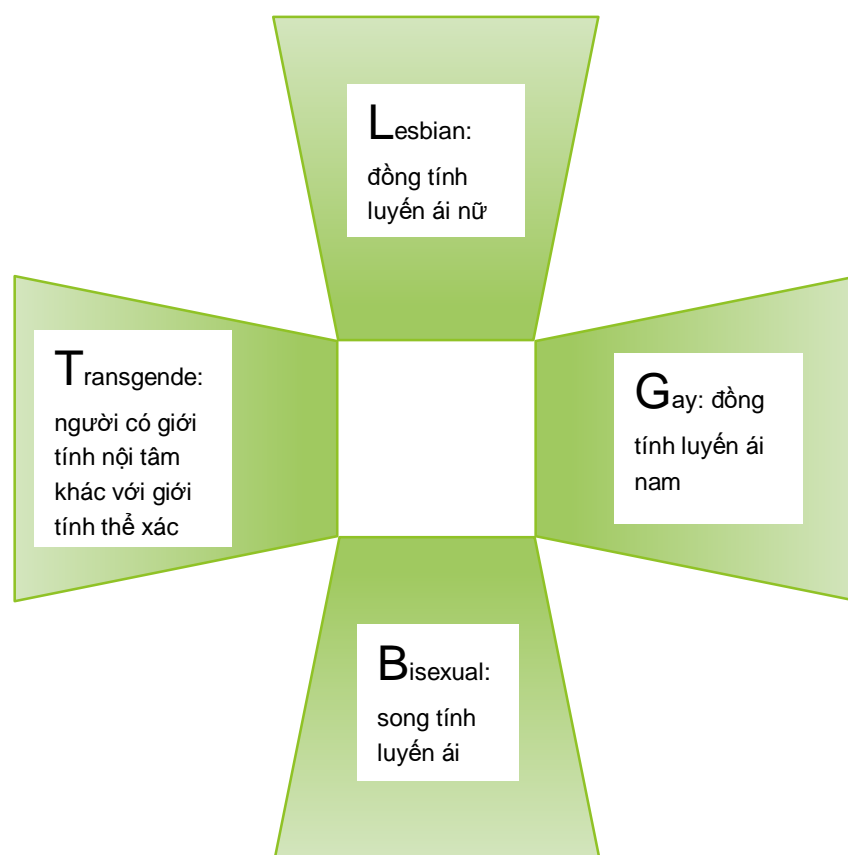 Lesbian:
đồng tính
luyến ái nữ
Transgende:
người có giới
tính nội tâm
khác với giới
tính thể xác
Gay: đồng
tính luyến ái
nam
Bisexual:
song tính
luyến ái